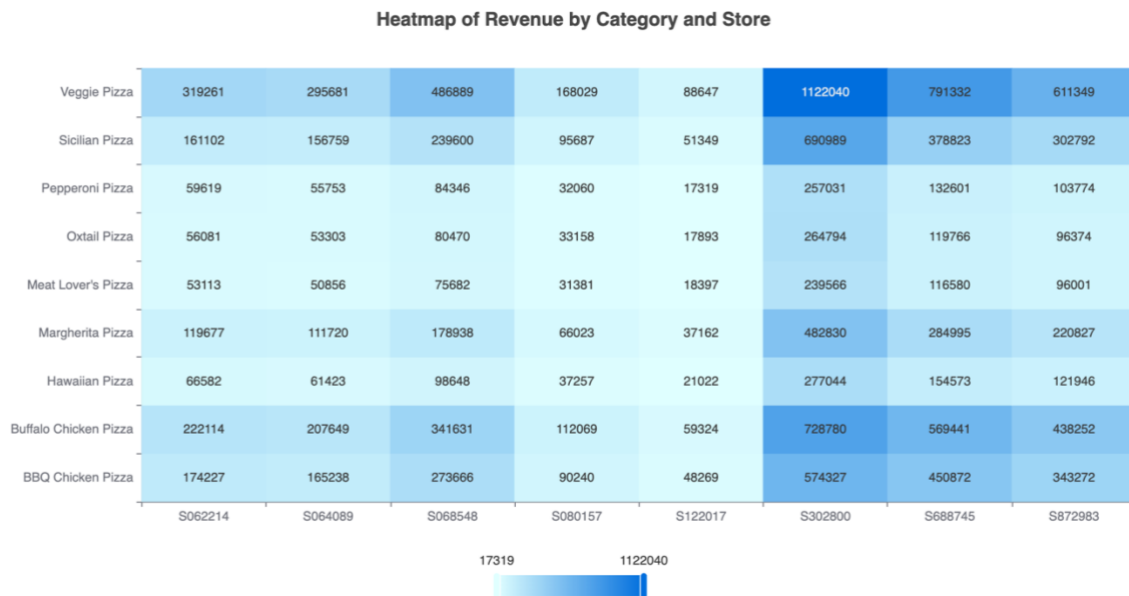 Heatmap of Revenue by Category and Store
Veggie Pizza 319261 295681 486889 168029 88647 1122040 791332 611349
Sicilian Pizza 161102 156759 239600 95687 51349 690989 378823 302792
Pepperoni Pizza 59619 55753 84346 32060 17319 257031 132601 103774
Oxtail Pizza 56081 53303 80470 33158 17893 264794 119766 96374
Meat Lover's Pizza 53113 50856 75682 31381 18397 239566 116580 96001
Margherita Pizza 119677 111720 178938 66023 37162 482830 284995 220827
Hawaiian Pizza 66582 61423 98648 37257 21022 277044 154573 121946
Buffalo Chicken Pizza 222114 207649 341631 112069 59324 728780 569441 438252
BBQ Chicken Pizza 174227 165238 273666 90240 48269 574327 450872 343272
S062214 S064089 S068548 S080157 S122017 S302800 S688745 S872983
17319 1122040